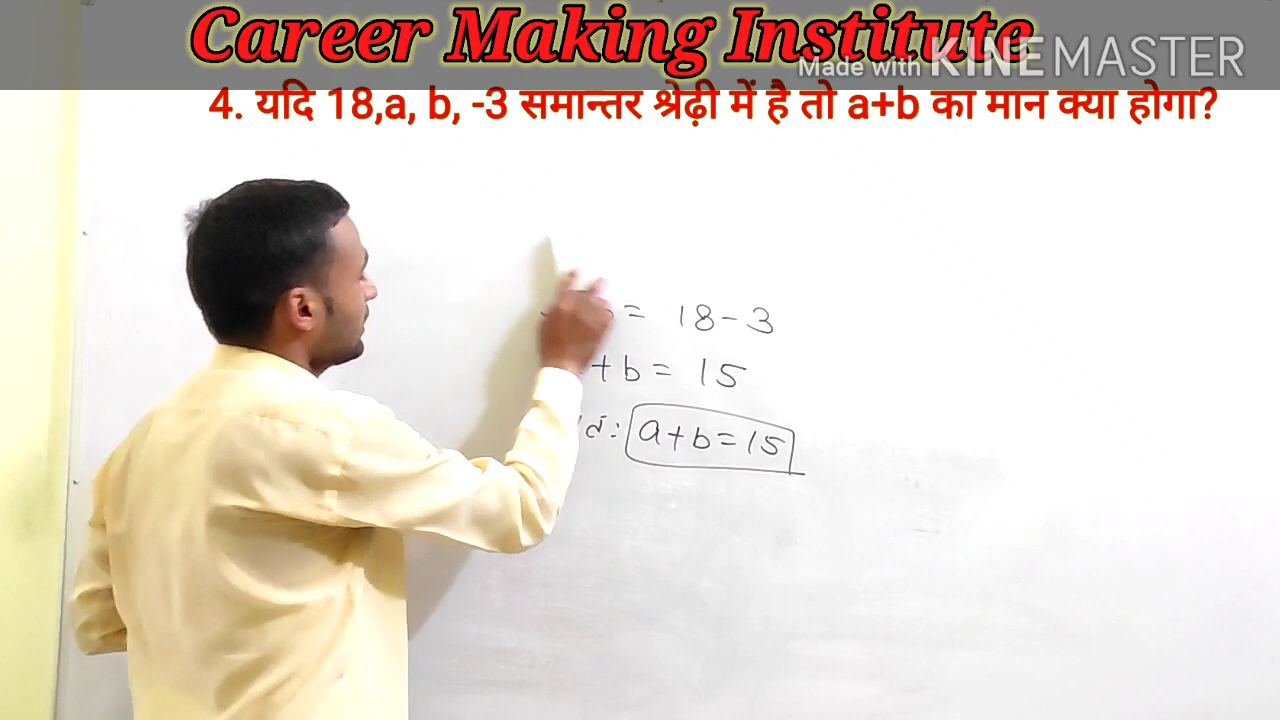 Career Making Institute
Made with KINEMASTER
4. यदि 18,a, b, -3 समान्तर श्रेढ़ी में है तो a+b का मान क्या होगा?
= 18-3
+b = 15
a+b=15